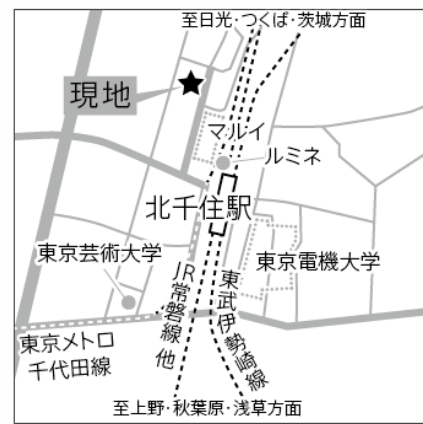 至日光・つくば・茨城方面
現地
マルイ
ルミネ
北千住駅
東京芸術大学
東京電機大学
JR常磐線 他
東武伊勢崎線
東京メトロ
千代田線
至上野・秋葉原・浅草方面